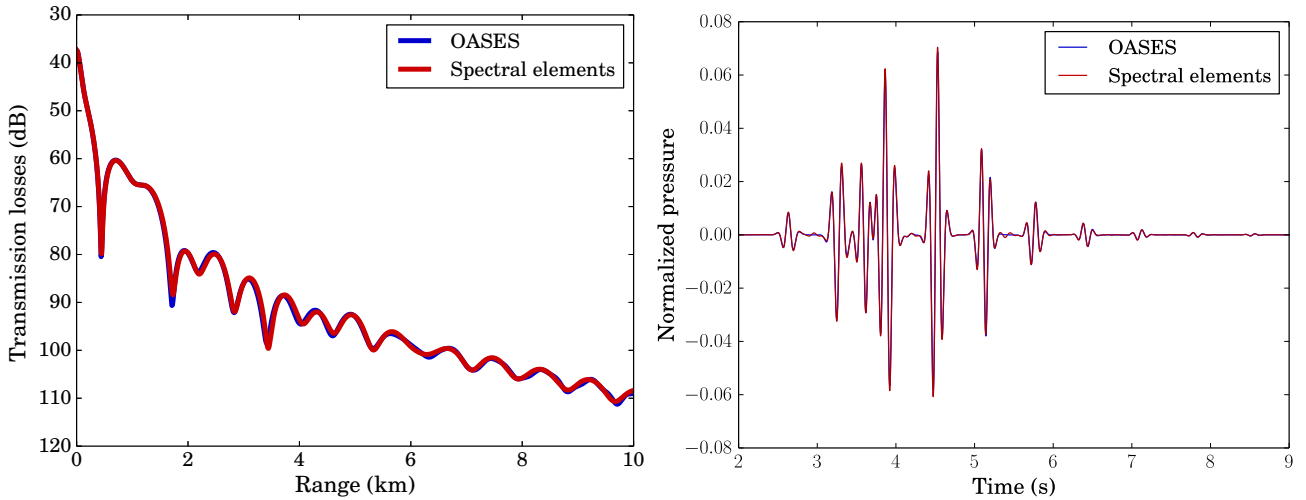 30
40
50
60
70
80
90
100
110
120
Transmission losses (dB)
0 2 4 6 8 10
Range (km)
OASES
Spectral elements
0.08
0.06
0.04
0.02
0.00
−0.02
−0.04
−0.06
−0.08
Normalized pressure
2 3 4 5 6 7 8 9
Time (s)
OASES
Spectral elements